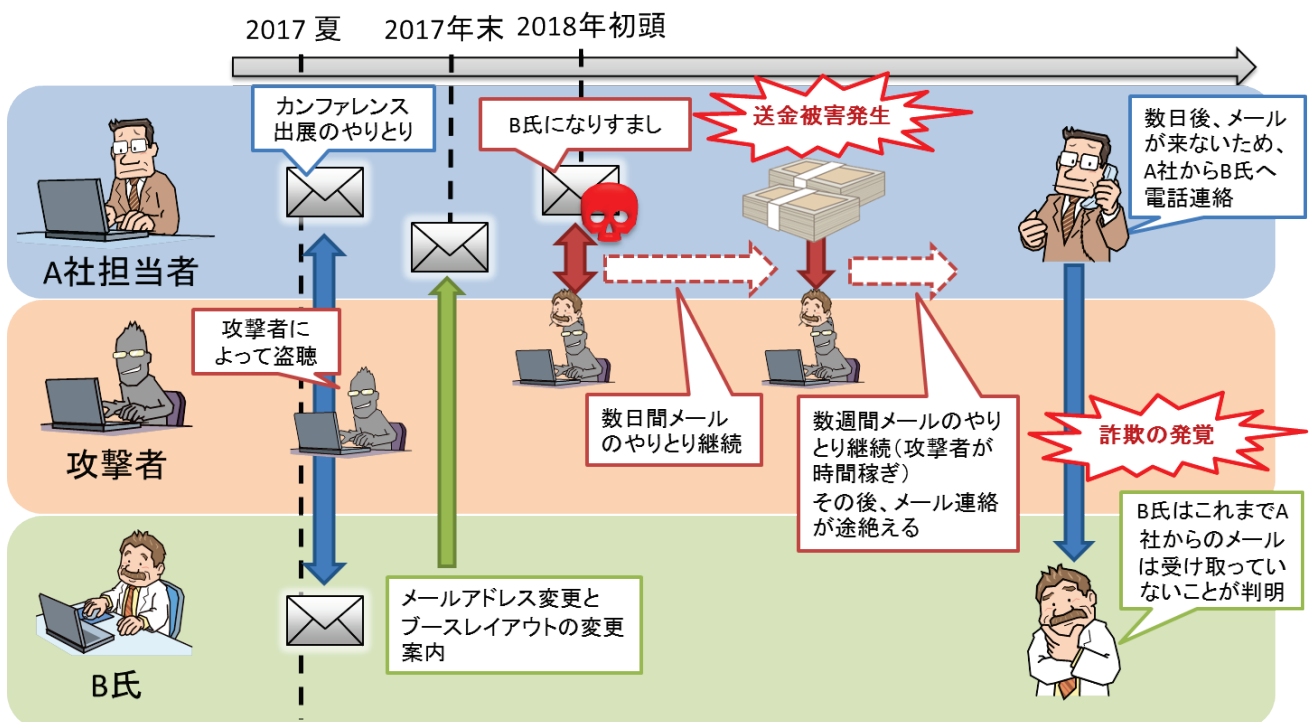 2017 夏
2017年末
2018年初頭
カンファレンス
出展のやりとり
B氏になりすまし
送金被害発生
数日後、メール
が来ないため、
A社からB氏へ
電話連絡
A社担当者
攻撃者に
よって盗聴
数日間メール
のやりとり継続
数週間メールのやり
とり継続(攻撃者が
時間稼ぎ)
その後、メール連絡
が途絶える
詐欺の発覚
攻撃者
B氏はこれまでA
社からのメール
は受け取ってい
ないことが判明
メールアドレス変更と
ブースレイアウトの変更
案内
B氏